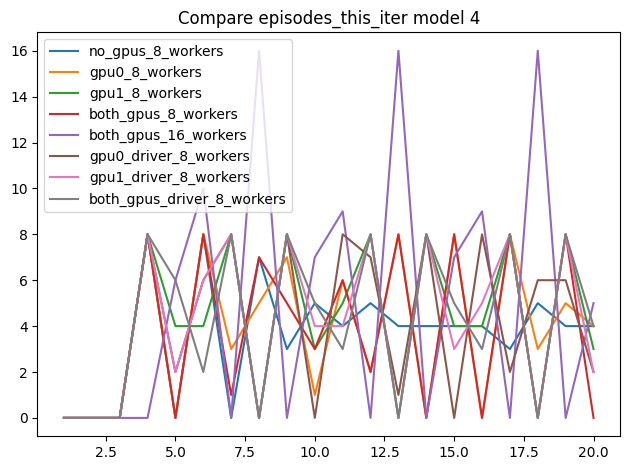 Compare episodes_this_iter model 4
16
14
12
10
8
6
4
2
0
no_gpus_8_workers
gpu0_8_workers
gpu1_8_workers
both_gpus_8_workers
both_gpus_16_workers
gpu0_driver_8_workers
gpu1_driver_8_workers
both_gpus_driver_8_workers
2.5 5.0 7.5 10.0 12.5 15.0 17.5 20.0